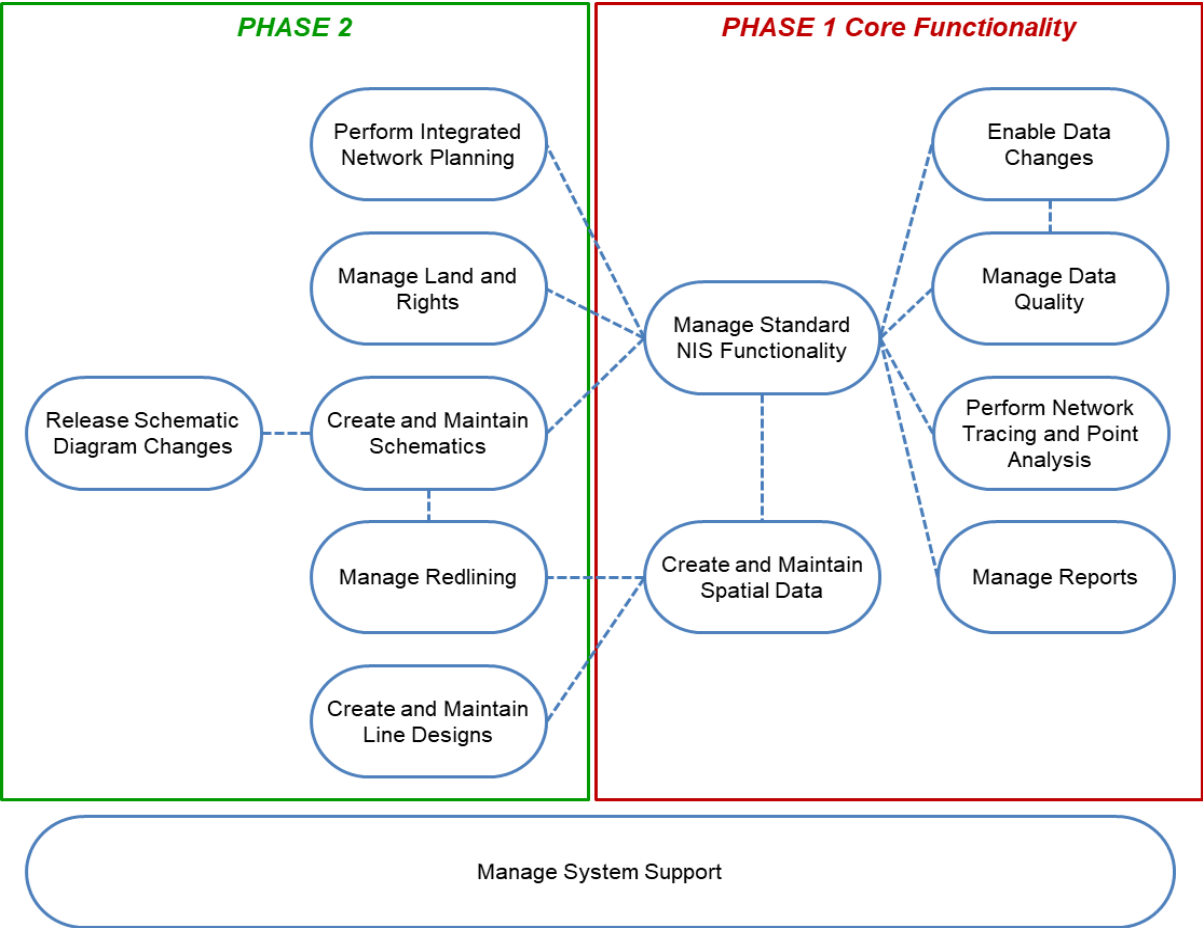 PHASE 2
PHASE 1 Core Functionality
Perform Integrated
Network Planning
Enable Data
Changes
Manage Land and
Rights
Manage Data
Quality
Manage Standard
NIS Functionality
Release Schematic
Diagram Changes
Create and Maintain
Schematics
Perform Network
Tracing and Point
Analysis
Manage Redlining
Create and Maintain
Spatial Data
Manage Reports
Create and Maintain
Line Designs
Manage System Support